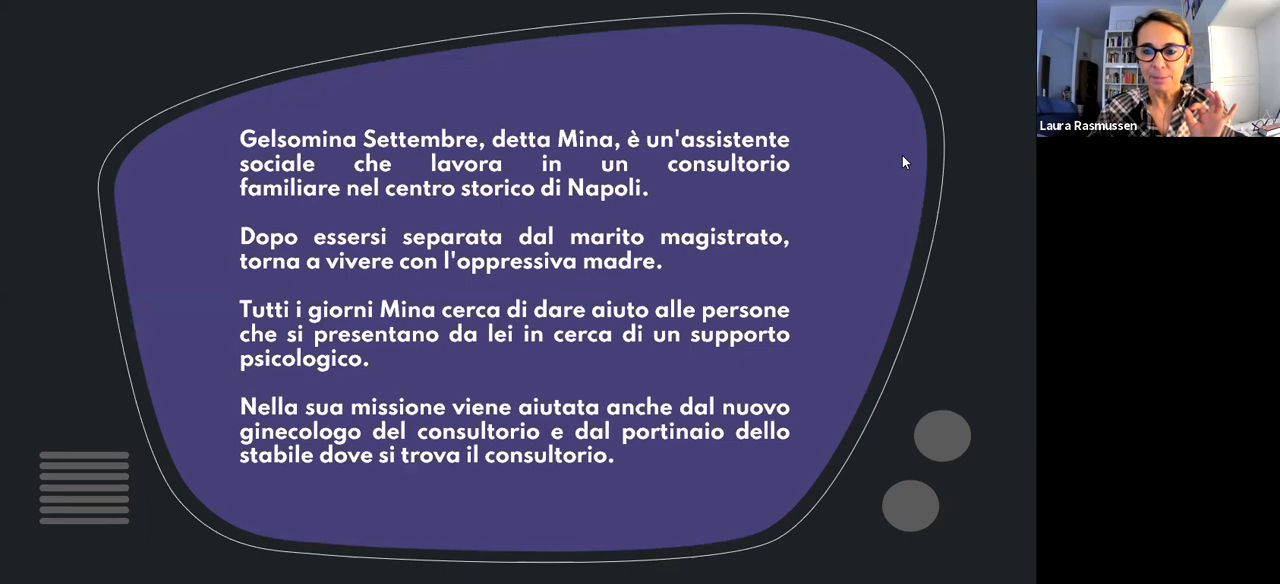 Gelsomina Settembre, detta Mina, è un'assistente
sociale che lavora in un consultorio
familiare nel centro storico di Napoli.
Dopo essersi separata dal marito magistrato,
torna a vivere con l'oppressiva madre.
Tutti i giorni Mina cerca di dare aiuto alle persone
che si presentano da lei in cerca di un supporto
psicologico.
Nella sua missione viene aiutata anche dal nuovo
ginecologo del consultorio e dal portinaio dello
stabile dove si trova il consultorio.
Laura Rasmussen